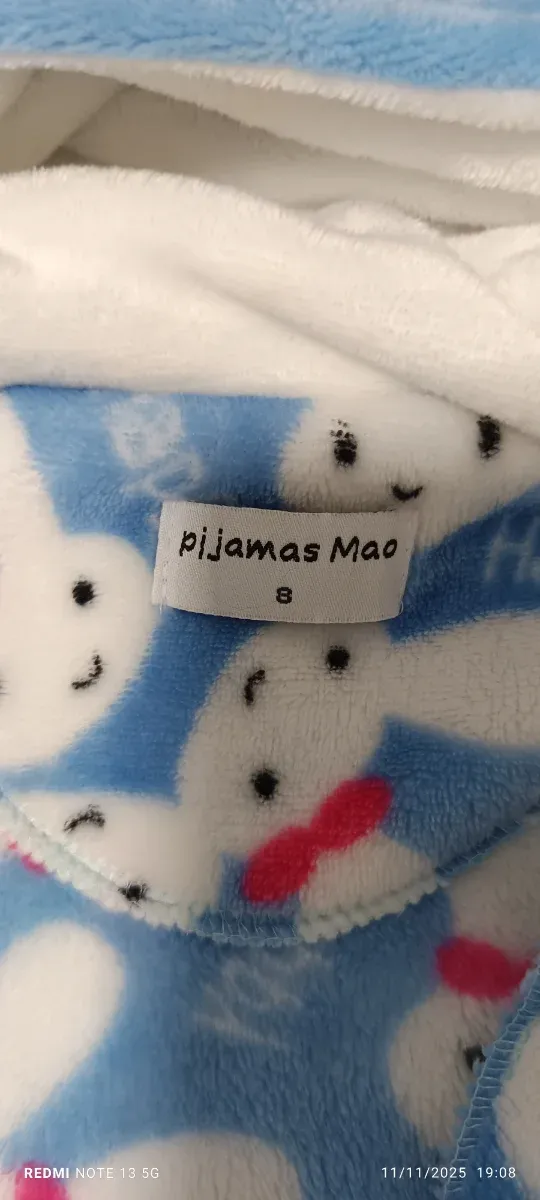 pijamas Mao
8
REDMI NOTE 13 5G
11/11/2025 19:08